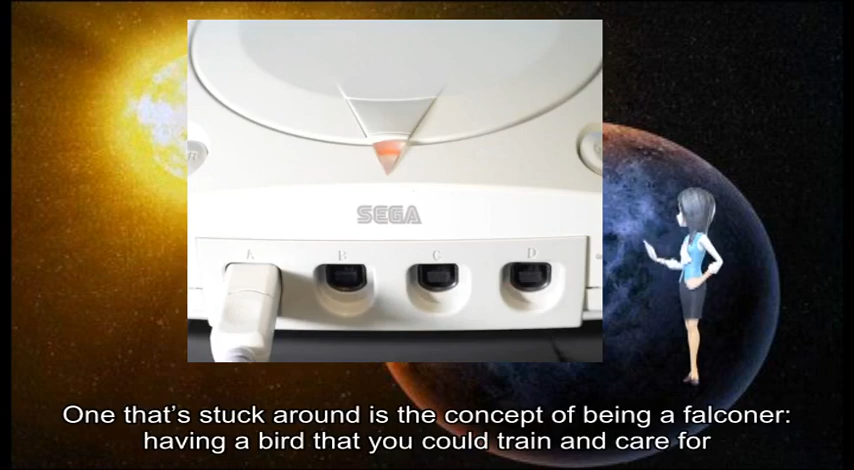 SEGA
A B C D
One that's stuck around is the concept of being a falconer:
having a bird that you could train and care for